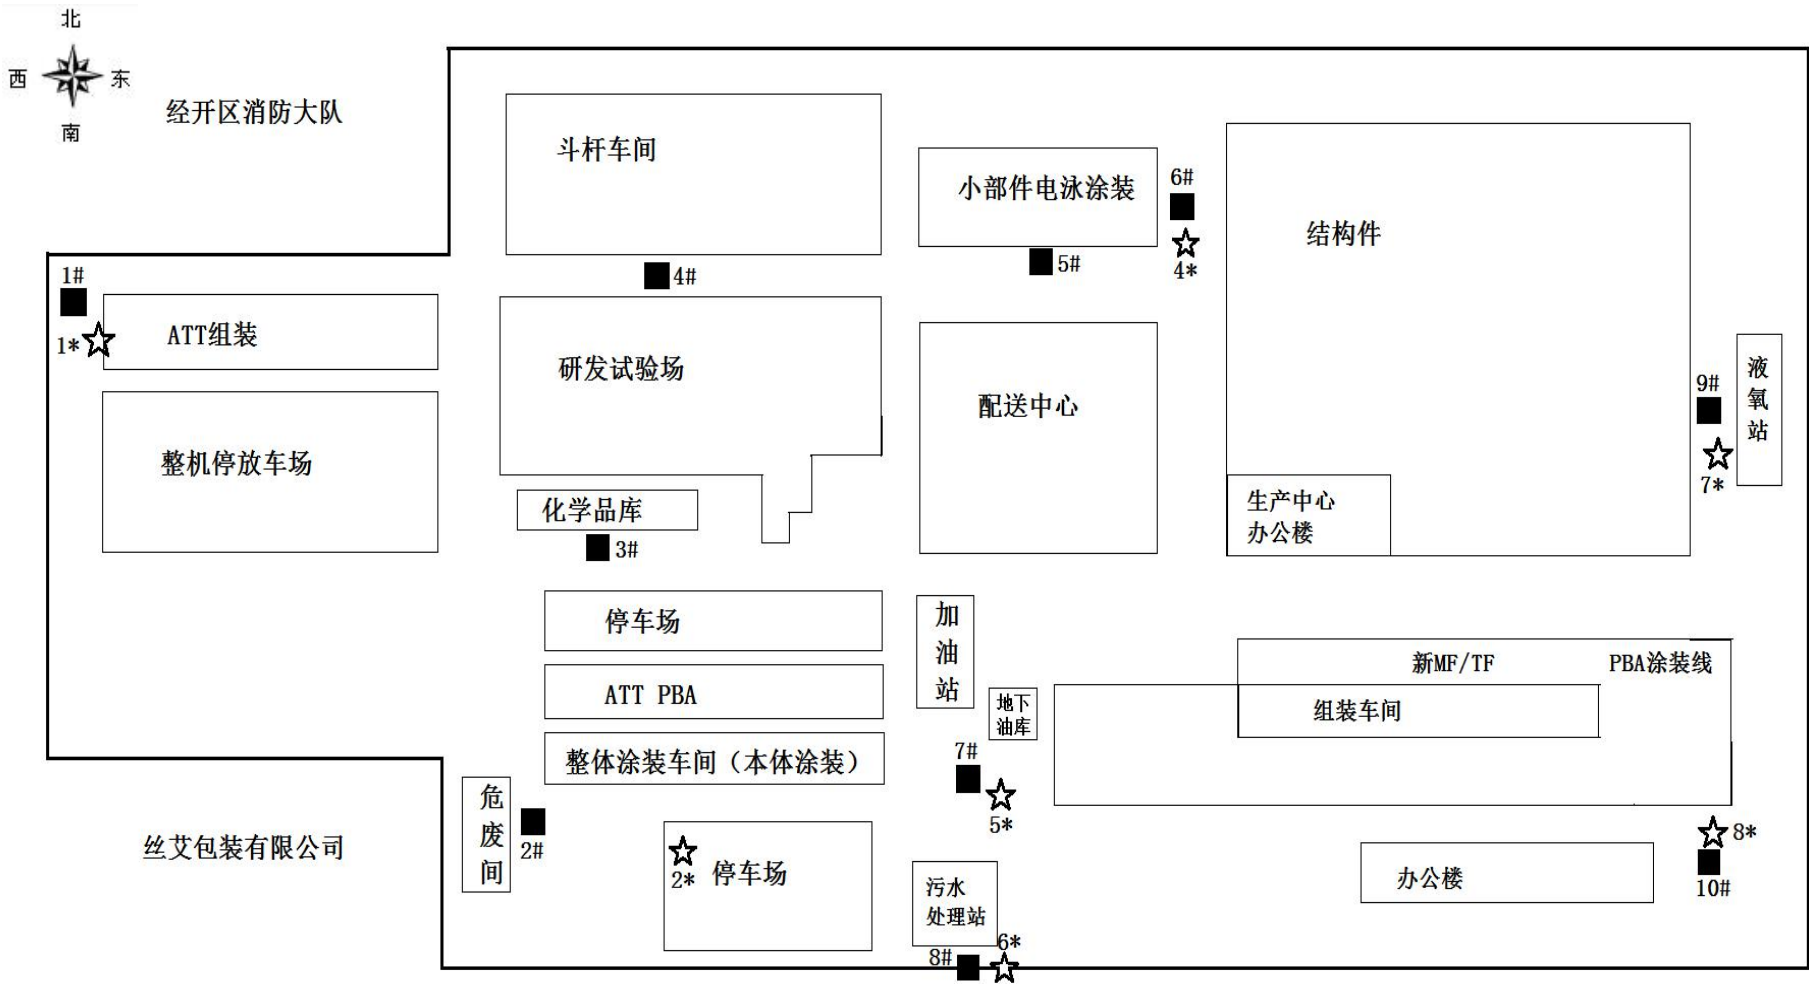 北
西
东
南
经开区消防大队
斗杆车间
小部件电泳涂装
6#
4*
结构件
1#
4#
5#
1*
ATT组装
研发试验场
配送中心
9#
液
氧
站
7*
整机停放车场
化学品库
3#
生产中心
办公楼
停车场
加
油
站
新MF/TF
PBA涂装线
ATT PBA
地下
油库
组装车间
整体涂装车间（本体涂装）
7#
5*
危
废
间
2#
丝艾包装有限公司
2*
停车场
8*
10#
办公楼
污水
处理站
6*
8#